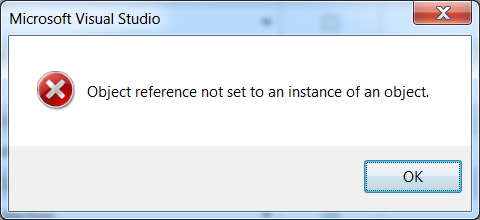 Microsoft Visual Studio
Object reference not set to an instance of an object.
OK